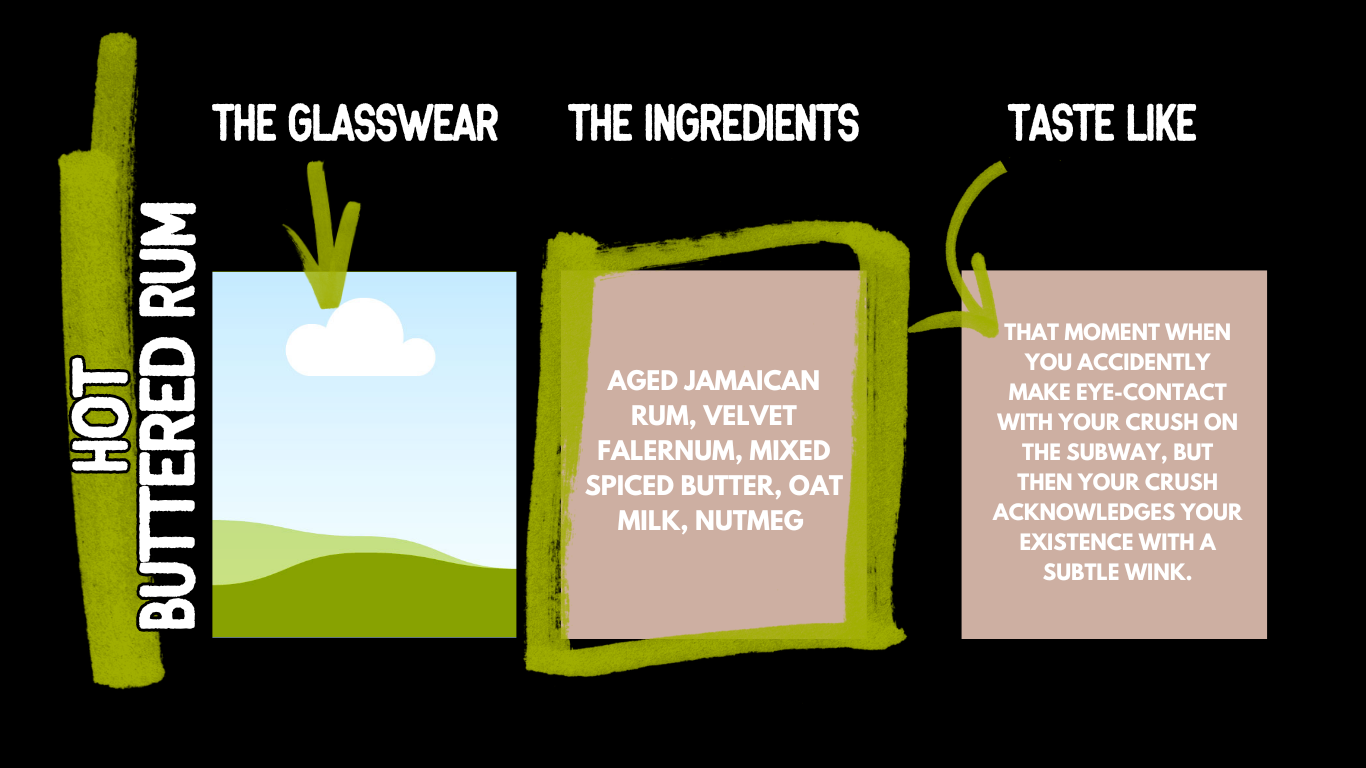 HOT
BUTTERED RUM
THE GLASSWEAR
THE INGREDIENTS
TASTE LIKE
AGED JAMAICAN
RUM, VELVET
FALERNUM, MIXED
SPICED BUTTER, OAT
MILK, NUTMEG
THAT MOMENT WHEN
YOU ACCIDENTLY
MAKE EYE-CONTACT
WITH YOUR CRUSH ON
THE SUBWAY, BUT
THEN YOUR CRUSH
ACKNOWLEDGES YOUR
EXISTENCE WITH A
SUBTLE WINK.